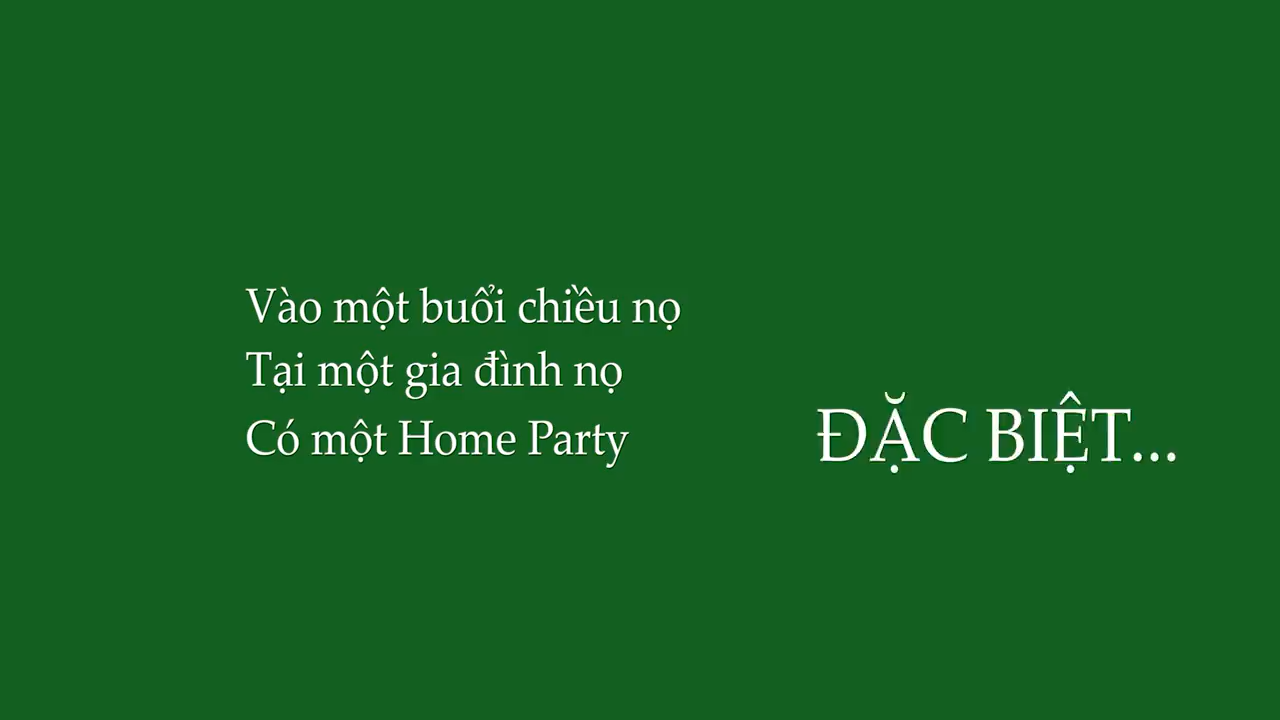 Vào một buổi chiều nọ
Tại một gia đình nọ
Có một Home Party
ĐẶC BIỆT...